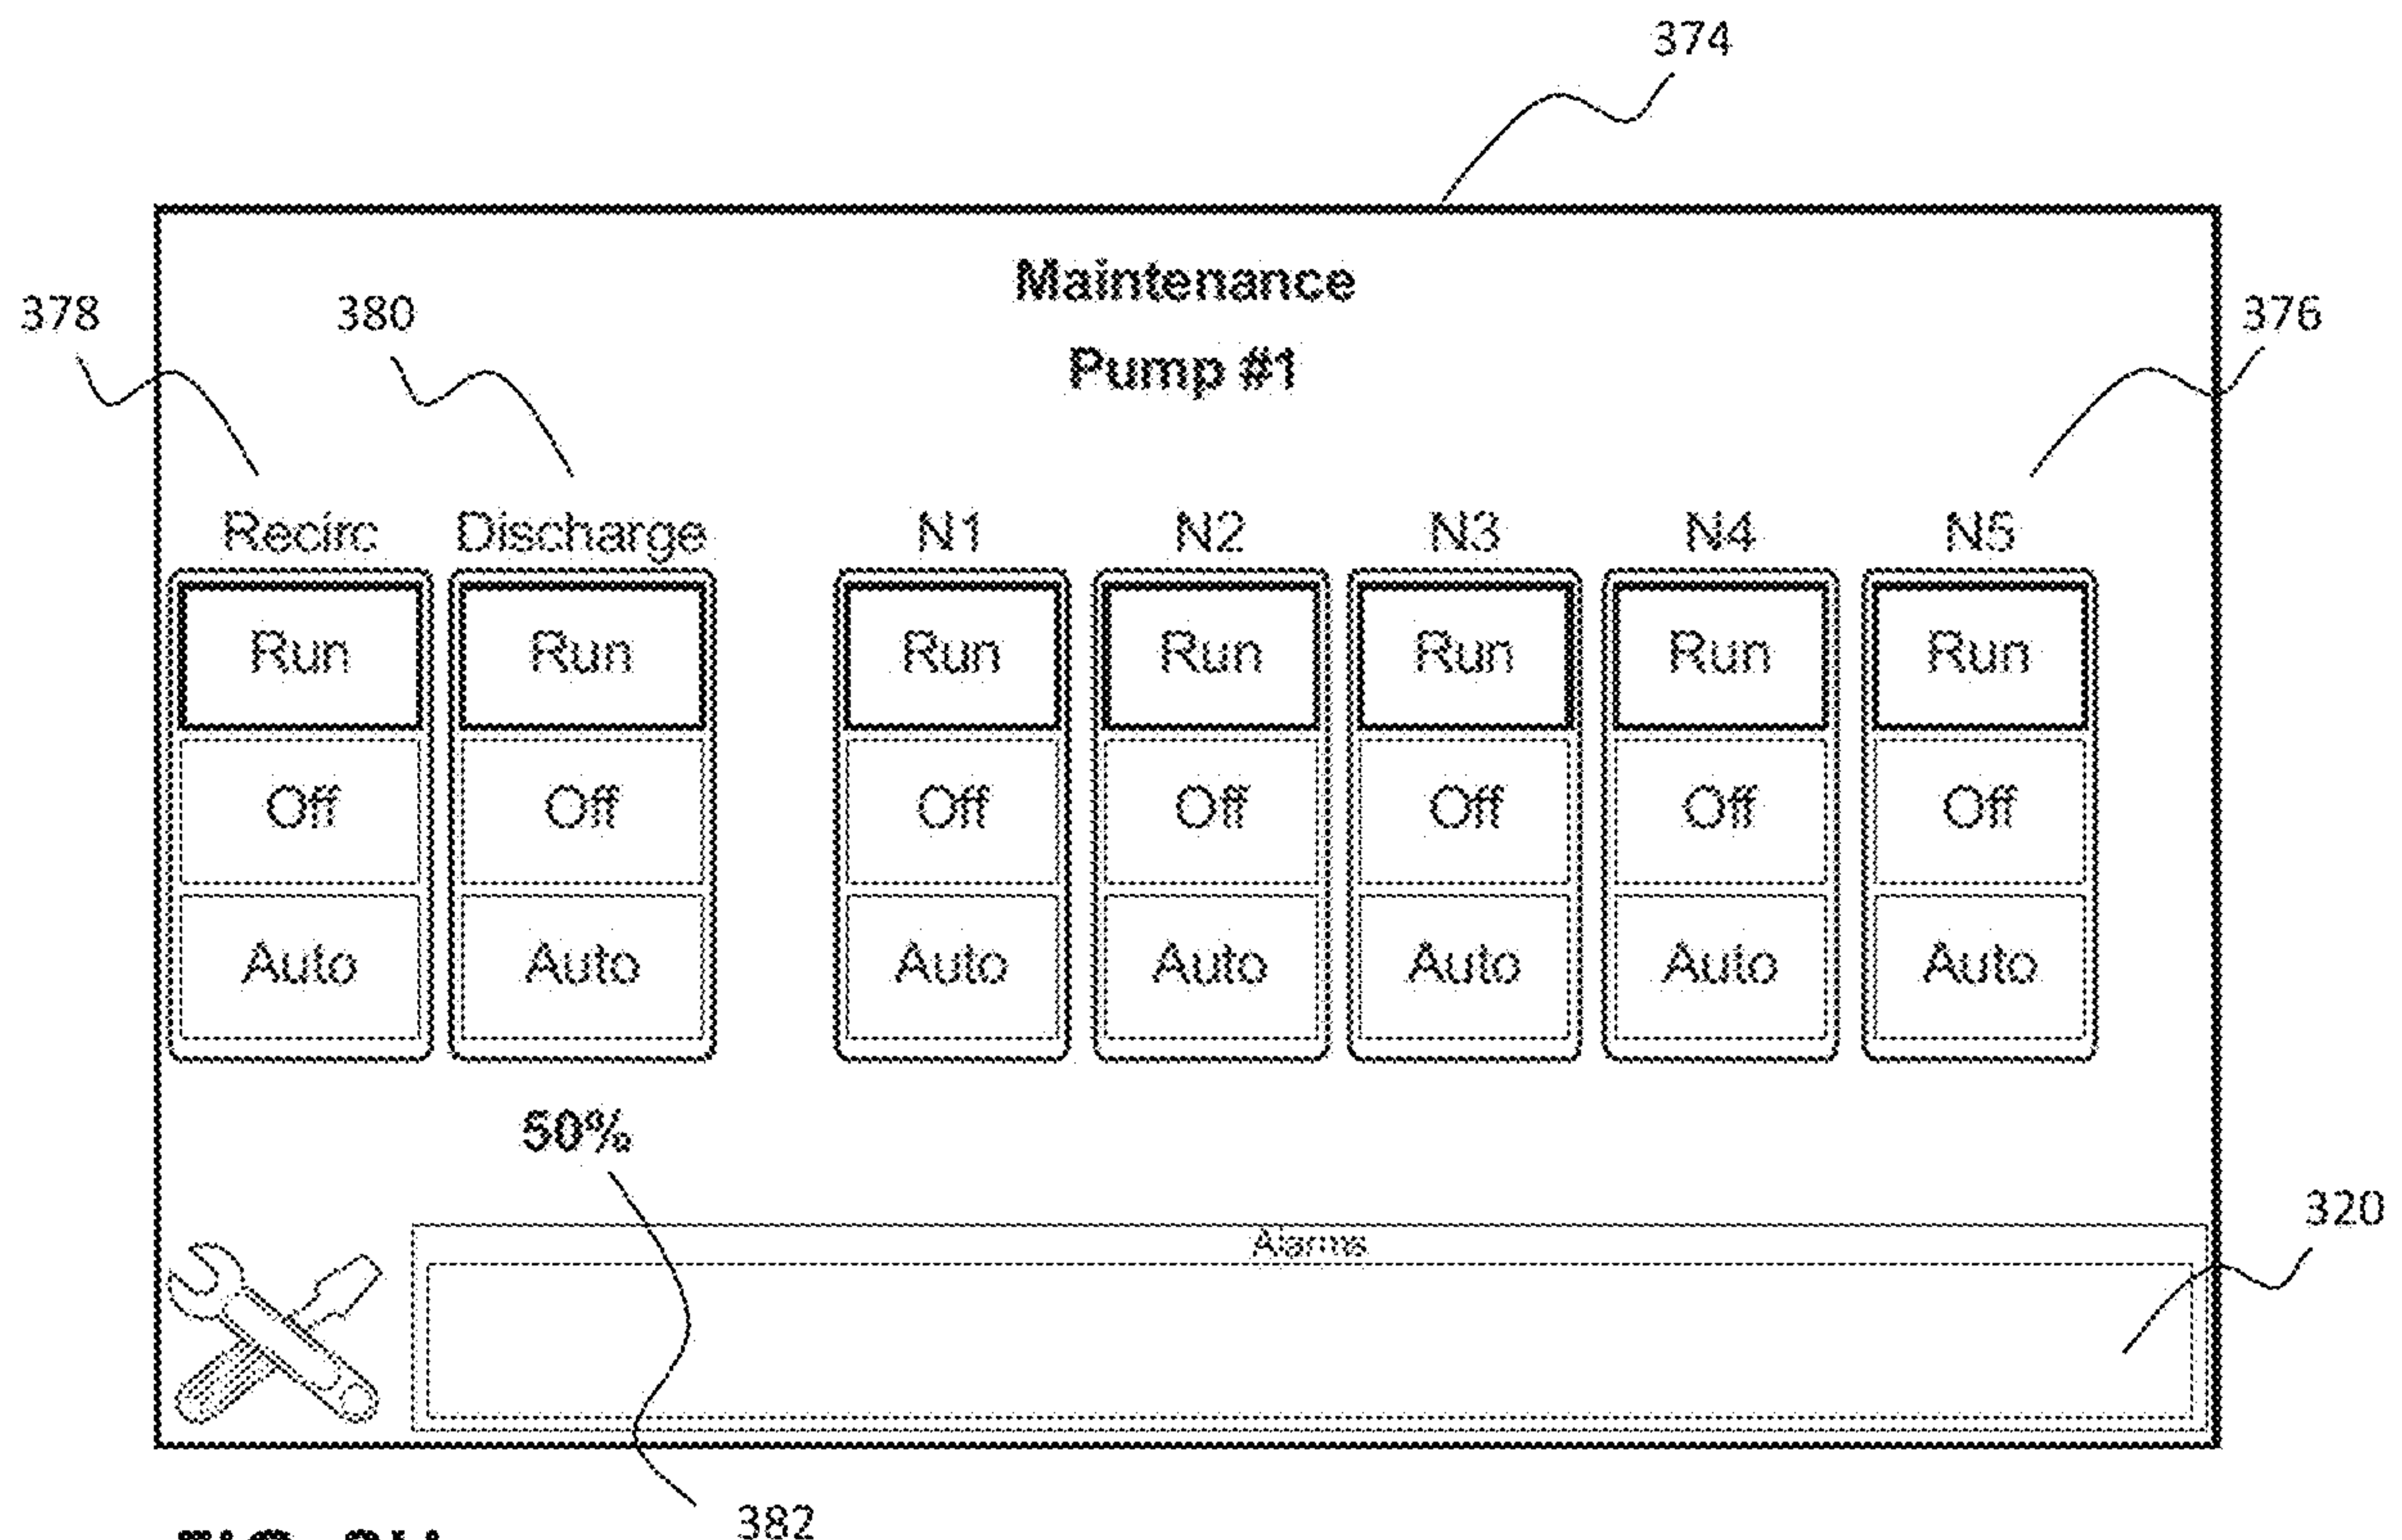 374
Maintenance
378 380 376
Pump #1
Recirc Discharge N1 N2 N3 N4 N5
Run Run Run Run Run Run Run
Off Off Off Off Off Off Off
Auto Auto Auto Auto Auto Auto Auto
50%
320
Alarms
382